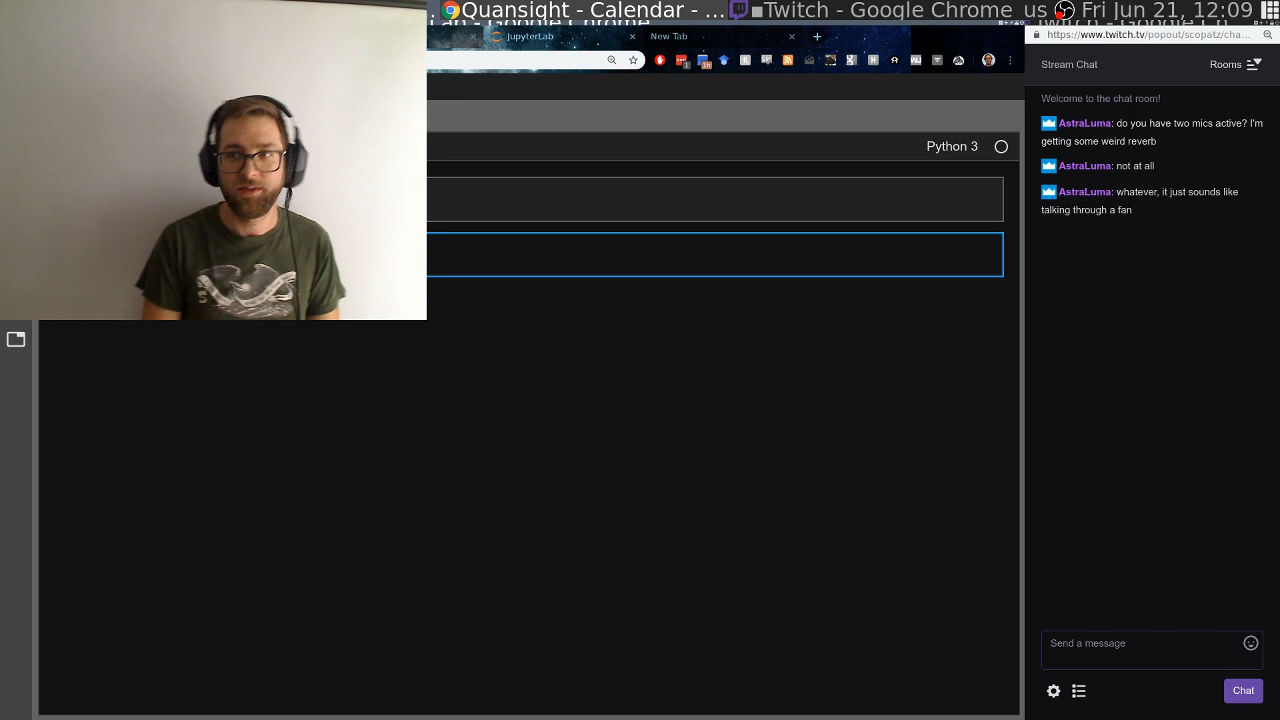 Quansight - Calendar - ...
Twitch - Google Chrome
us
Fri Jun 21, 12:09
JupyterLab
New Tab
https://www.twitch.tv/popout/scopatz/cha...
Stream Chat
Rooms
Welcome to the chat room!
AstraLuma: do you have two mics active? I'm
getting some weird reverb
AstraLuma: not at all
AstraLuma: whatever, it just sounds like
talking through a fan
Python 3
Send a message
Chat